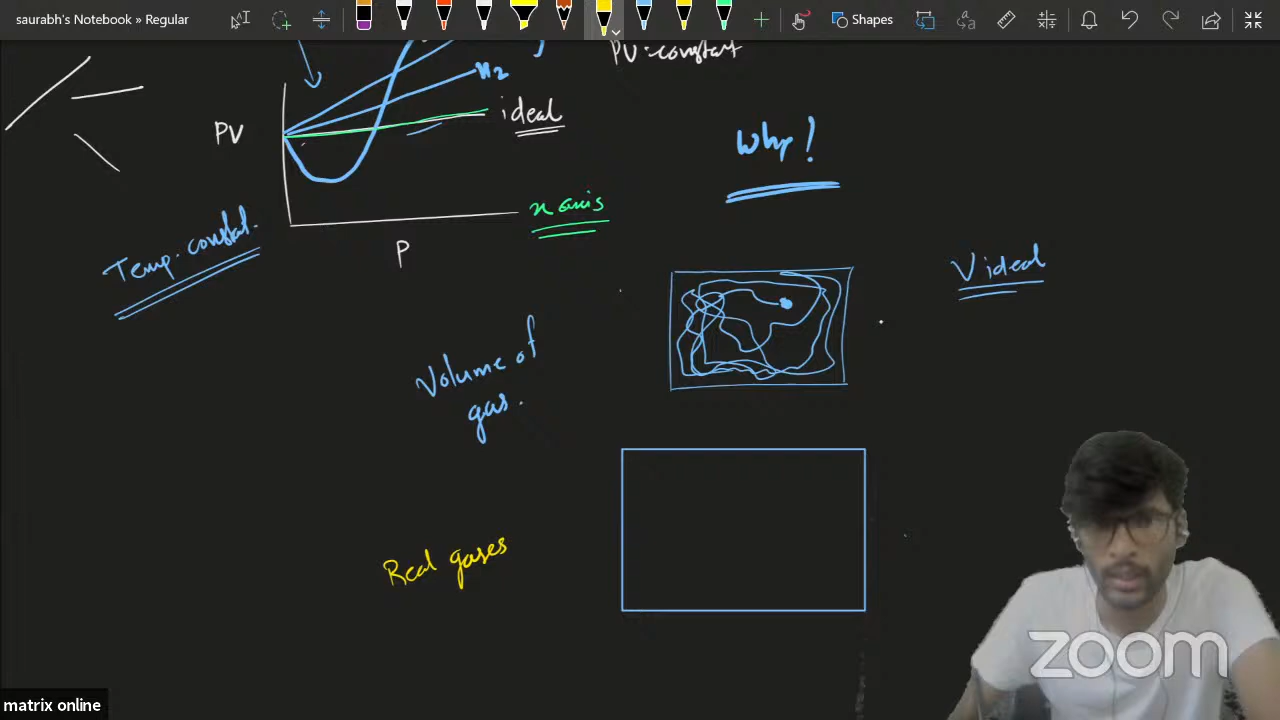 saurabh's Notebook » Regular
Shapes
PV = constant
N2
ideal
PV
Why!
x axis
Temp. constat.
P
V ideal
Volume of
gas.
Real gases
zoom
matrix online